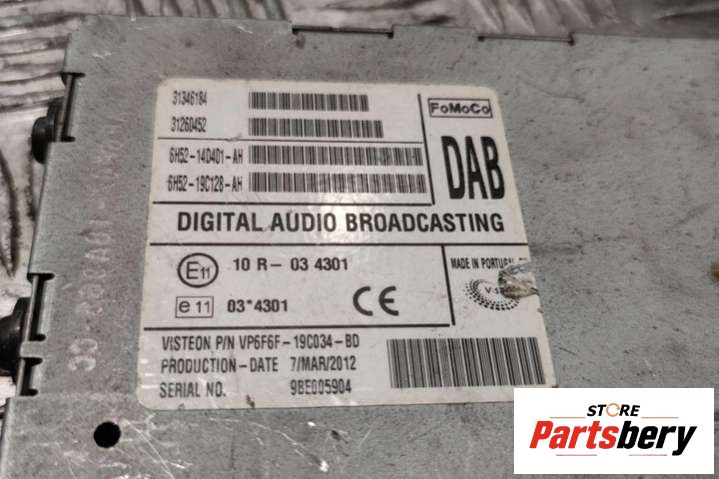 31346184
31260452
FoMoCo
6H52-14D401-AH
6H52-19C128-AH
DAB
DIGITAL AUDIO BROADCASTING
E11 10 R-03 4301
MADE IN PORTUGAL
e 11 03*4301
CE
VISTEON P/N VP6F6F-19C034-BD
PRODUCTION-DATE 7/MAR/2012
SERIAL NO. 9BE005904
STORE
Partsbery